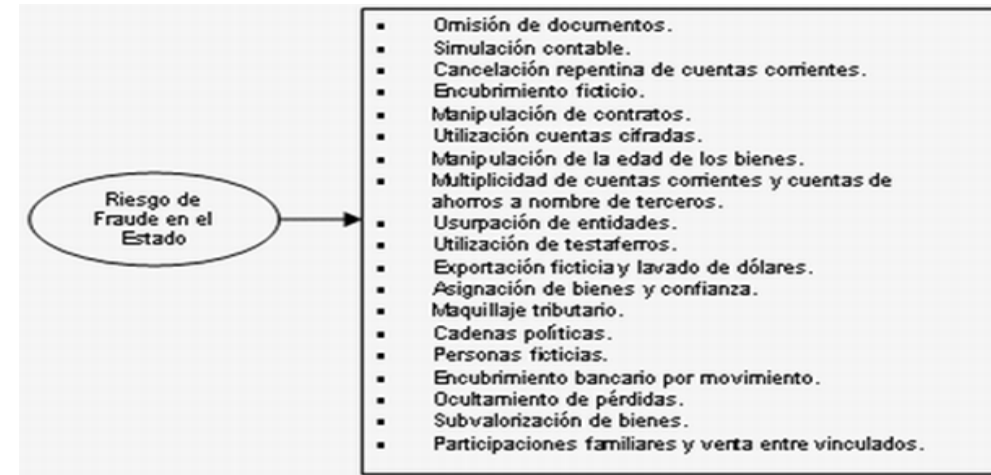 Riesgo de
Fraude en el
Estado
▪ Omisión de documentos.
▪ Simulación contable.
▪ Cancelación repentina de cuentas corrientes.
▪ Encubrimiento ficticio.
▪ Manipulación de contratos.
▪ Utilización cuentas cifradas.
▪ Manipulación de la edad de los bienes.
▪ Multiplicidad de cuentas corrientes y cuentas de
ahorros a nombre de terceros.
▪ Usurpación de entidades.
▪ Utilización de testaferros.
▪ Exportación ficticia y lavado de dólares.
▪ Asignación de bienes y confianza.
▪ Maquillaje tributario.
▪ Cadenas políticas.
▪ Personas ficticias.
▪ Encubrimiento bancario por movimiento.
▪ Ocultamiento de pérdidas.
▪ Subvalorización de bienes.
▪ Participaciones familiares y venta entre vinculados.